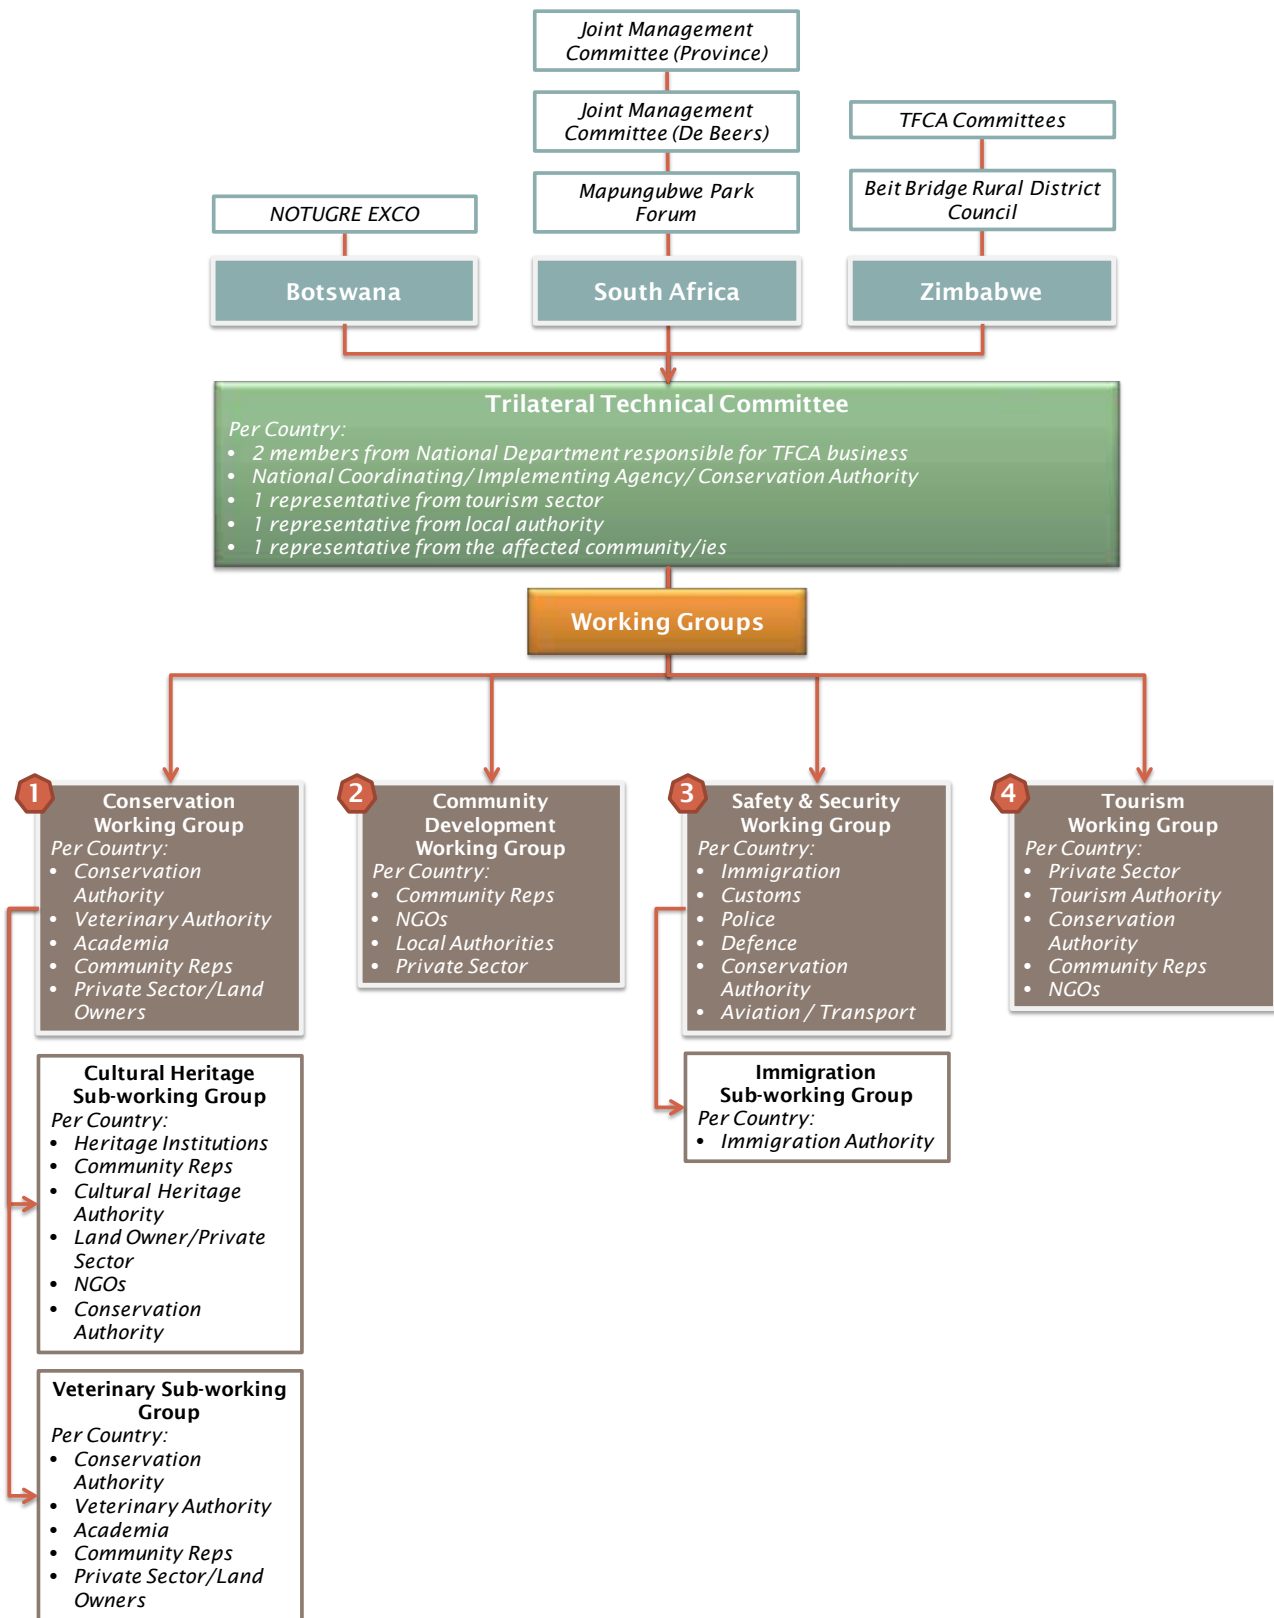 Joint Management
Committee (Province)
Joint Management
Committee (De Beers)
TFCA Committees
Mapungubwe Park
Forum
Beit Bridge Rural District
Council
NOTUGRE EXCO
Botswana
South Africa
Zimbabwe
Trilateral Technical Committee
Per Country:
• 2 members from National Department responsible for TFCA business
• National Coordinating/ Implementing Agency/ Conservation Authority
• 1 representative from tourism sector
• 1 representative from local authority
• 1 representative from the affected community/ies
Working Groups
1
Conservation
Working Group
Per Country:
• Conservation
Authority
• Veterinary Authority
• Academia
• Community Reps
• Private Sector/Land
Owners
2
Community
Development
Working Group
Per Country:
• Community Reps
• NGOs
• Local Authorities
• Private Sector
3
Safety & Security
Working Group
Per Country:
• Immigration
• Customs
• Police
• Defence
• Conservation
Authority
• Aviation / Transport
4
Tourism
Working Group
Per Country:
• Private Sector
• Tourism Authority
• Conservation
Authority
• Community Reps
• NGOs
Cultural Heritage
Sub-working Group
Per Country:
• Heritage Institutions
• Community Reps
• Cultural Heritage
Authority
• Land Owner/Private
Sector
• NGOs
• Conservation
Authority
Immigration
Sub-working Group
Per Country:
• Immigration Authority
Veterinary Sub-working
Group
Per Country:
• Conservation
Authority
• Veterinary Authority
• Academia
• Community Reps
• Private Sector/Land
Owners